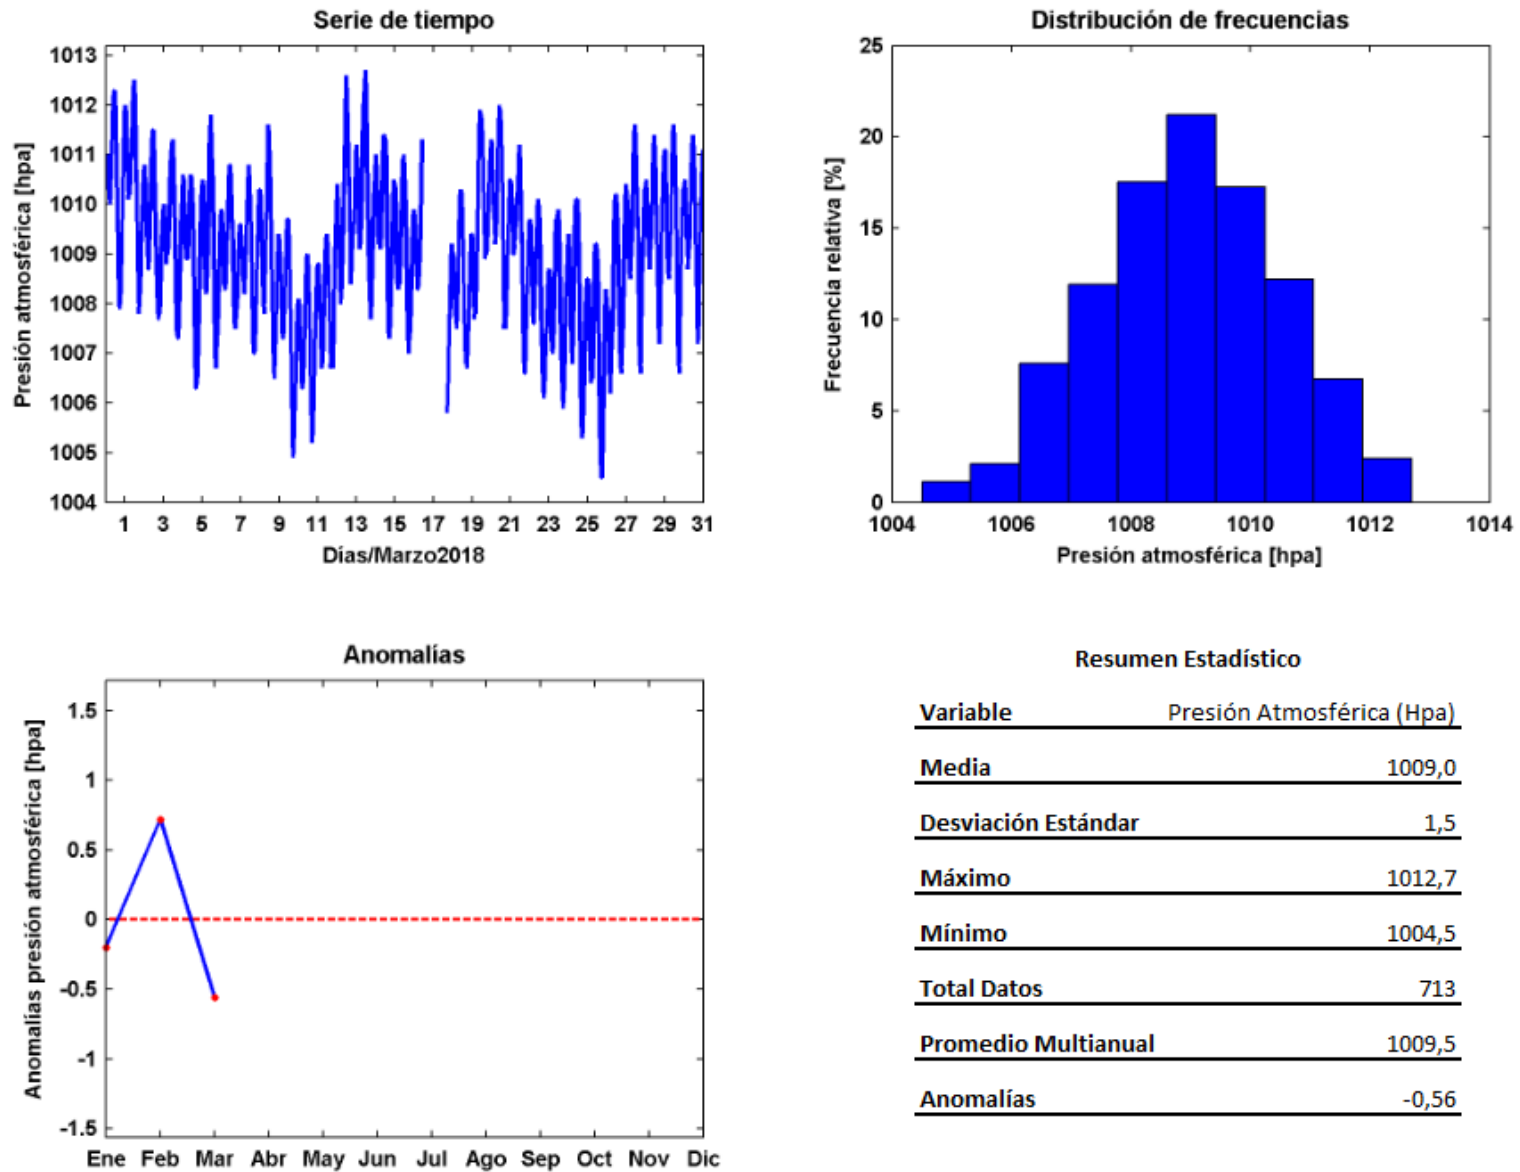 Serie de tiempo
Presión atmosférica [hpa]
1013
1012
1011
1010
1009
1008
1007
1006
1005
1004
1 3 5 7 9 11 13 15 17 19 21 23 25 27 29 31
Dias/Marzo2018
Distribución de frecuencias
Frecuencia relativa [%]
25
20
15
10
5
0
1004 1006 1008 1010 1012 1014
Presión atmosférica [hpa]
Anomalías
Anomalías presión atmosférica [hpa]
1.5
1
0.5
0
-0.5
-1
-1.5
Ene Feb Mar Abr May Jun Jul Ago Sep Oct Nov Dic
Resumen Estadístico
Variable Presión Atmosférica (Hpa)
Media 1009,0
Desviación Estándar 1,5
Máximo 1012,7
Mínimo 1004,5
Total Datos 713
Promedio Multianual 1009,5
Anomalías -0,56